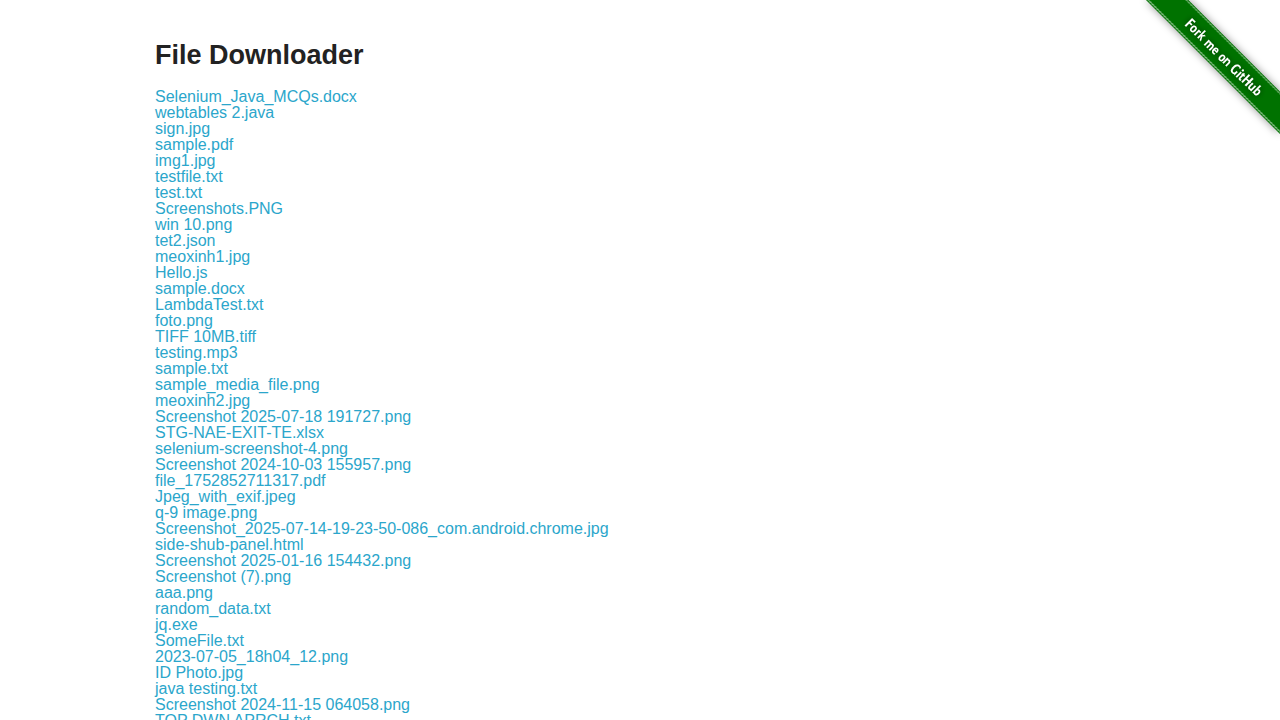 File Downloader
Fork me on GitHub
Selenium_Java_MCQs.docx
webtables 2.java
sign.jpg
sample.pdf
img1.jpg
testfile.txt
test.txt
Screenshots.PNG
win 10.png
tet2.json
meoxinh1.jpg
Hello.js
sample.docx
LambdaTest.txt
foto.png
TIFF 10MB.tiff
testing.mp3
sample.txt
sample_media_file.png
meoxinh2.jpg
Screenshot 2025-07-18 191727.png
STG-NAE-EXIT-TE.xlsx
selenium-screenshot-4.png
Screenshot 2024-10-03 155957.png
file_1752852711317.pdf
Jpeg_with_exif.jpeg
q-9 image.png
Screenshot_2025-07-14-19-23-50-086_com.android.chrome.jpg
side-shub-panel.html
Screenshot 2025-01-16 154432.png
Screenshot (7).png
aaa.png
random_data.txt
jq.exe
SomeFile.txt
2023-07-05_18h04_12.png
ID Photo.jpg
java testing.txt
Screenshot 2024-11-15 064058.png
TOP DWN APRCH.txt